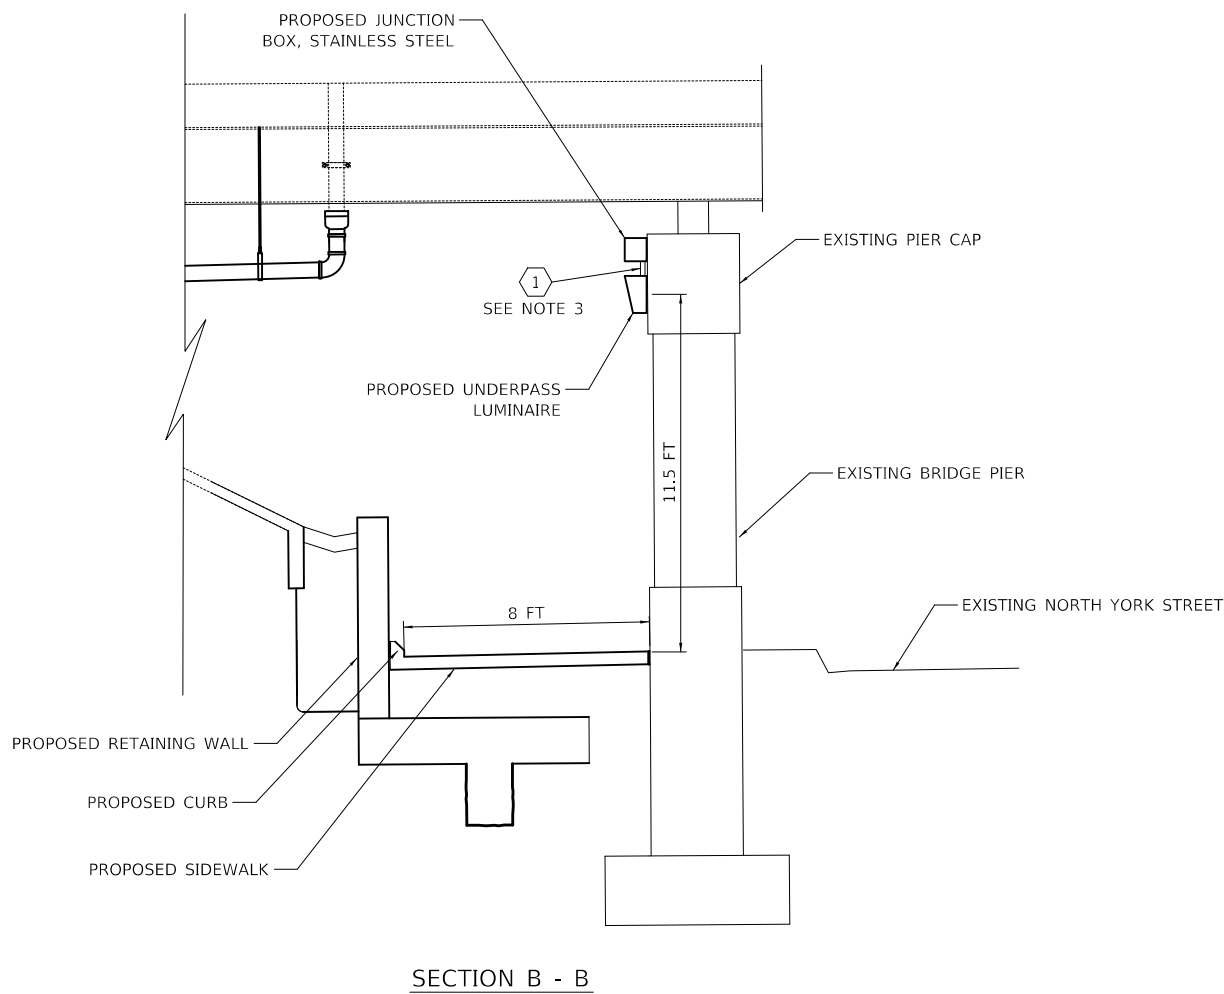 PROPOSED JUNCTION
BOX, STAINLESS STEEL
EXISTING PIER CAP
1
SEE NOTE 3
PROPOSED UNDERPASS
LUMINAIRE
11.5 FT
EXISTING BRIDGE PIER
8 FT
EXISTING NORTH YORK STREET
PROPOSED RETAINING WALL
PROPOSED CURB
PROPOSED SIDEWALK
SECTION B - B